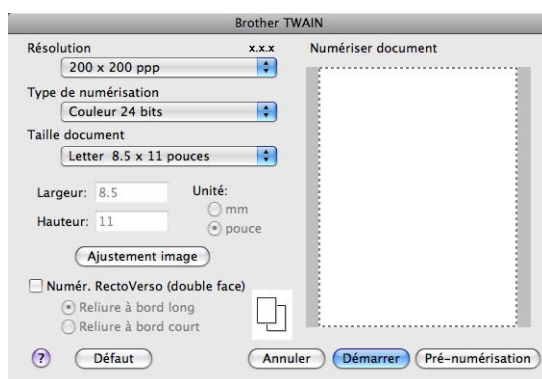 Brother TWAIN
Résolution x.x.x
200 x 200 ppp
Type de numérisation
Couleur 24 bits
Taille document
Letter 8.5 x 11 pouces
Largeur: 8.5
Hauteur: 11
Unité:
mm
pouce
Ajustement image
Numér. RectoVerso (double face)
Reliure à bord long
Reliure à bord court
Numériser document
? Défaut Annuler Démarrer Pré-numérisation